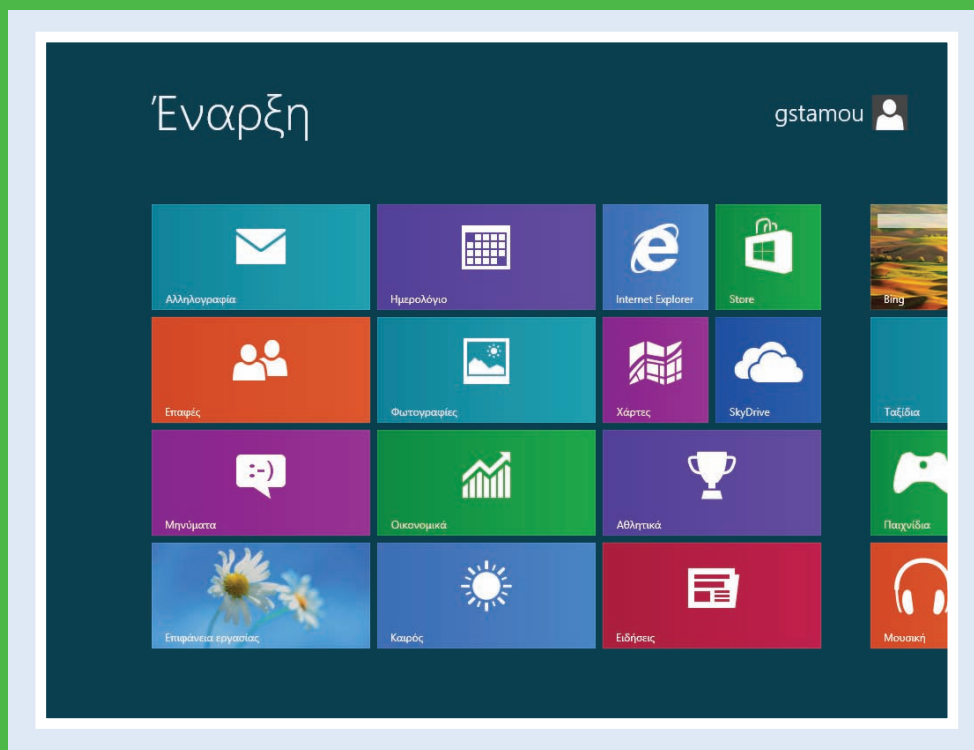 Έναρξη
gstamou
Αλληλογραφία
Ημερολόγιο
Internet Explorer
Store
Bing
Επαφές
Φωτογραφίες
Χάρτες
SkyDrive
Ταξίδια
:-)
Μηνύματα
Οικονομικά
Αθλητικά
Παιχνίδια
Επιφάνεια εργασίας
Καιρός
Ειδήσεις
Μουσική